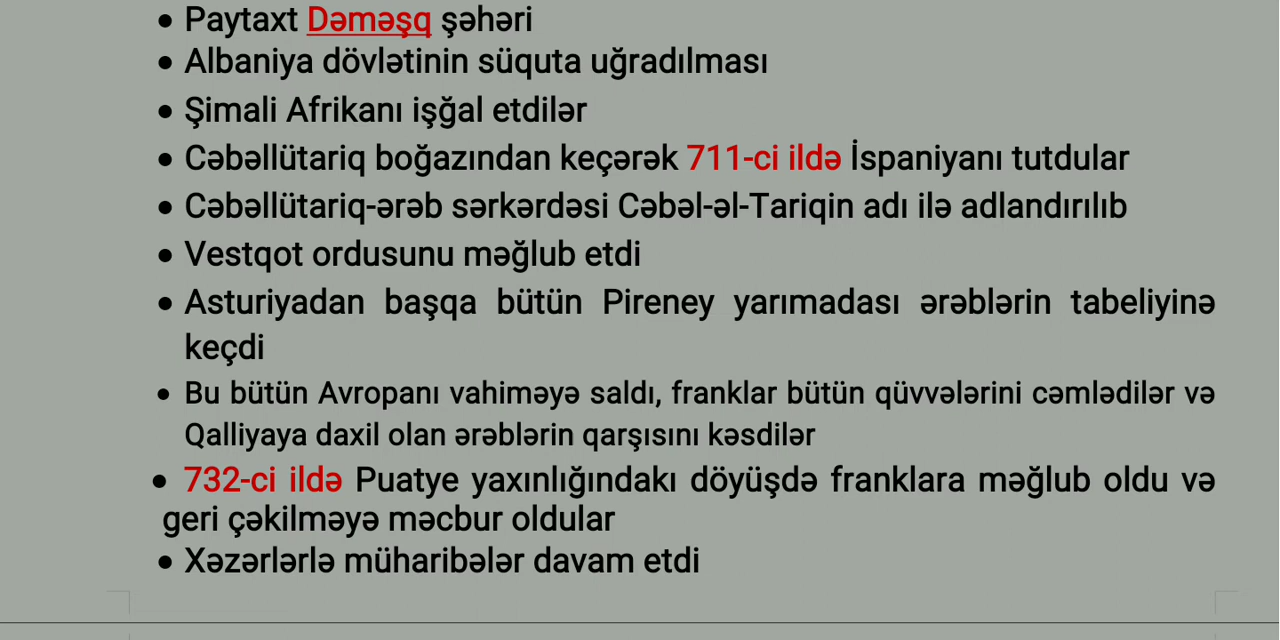 • Paytaxt Dəməşq şəhəri
• Albaniya dövlətinin süquta uğradılması
• Şimali Afrikanı işğal etdilər
• Cəbəllütariq boğazından keçərək 711-ci ildə İspaniyanı tutdular
• Cəbəllütariq-ərəb sərkərdəsi Cəbəl-əl-Tariqin adı ilə adlandırılıb
• Vestqot ordusunu məğlub etdi
• Asturiyadan başqa bütün Pireney yarımadası ərəblərin tabeliyinə
keçdi
• Bu bütün Avropanı vahiməyə saldı, franklar bütün qüvvələrini cəmlədilər və
Qalliyaya daxil olan ərəblərin qarşısını kəsdilər
• 732-ci ildə Puatye yaxınlığındakı döyüşdə franklara məğlub oldu və
geri çəkilməyə məcbur oldular
• Xəzərlərlə müharibələr davam etdi